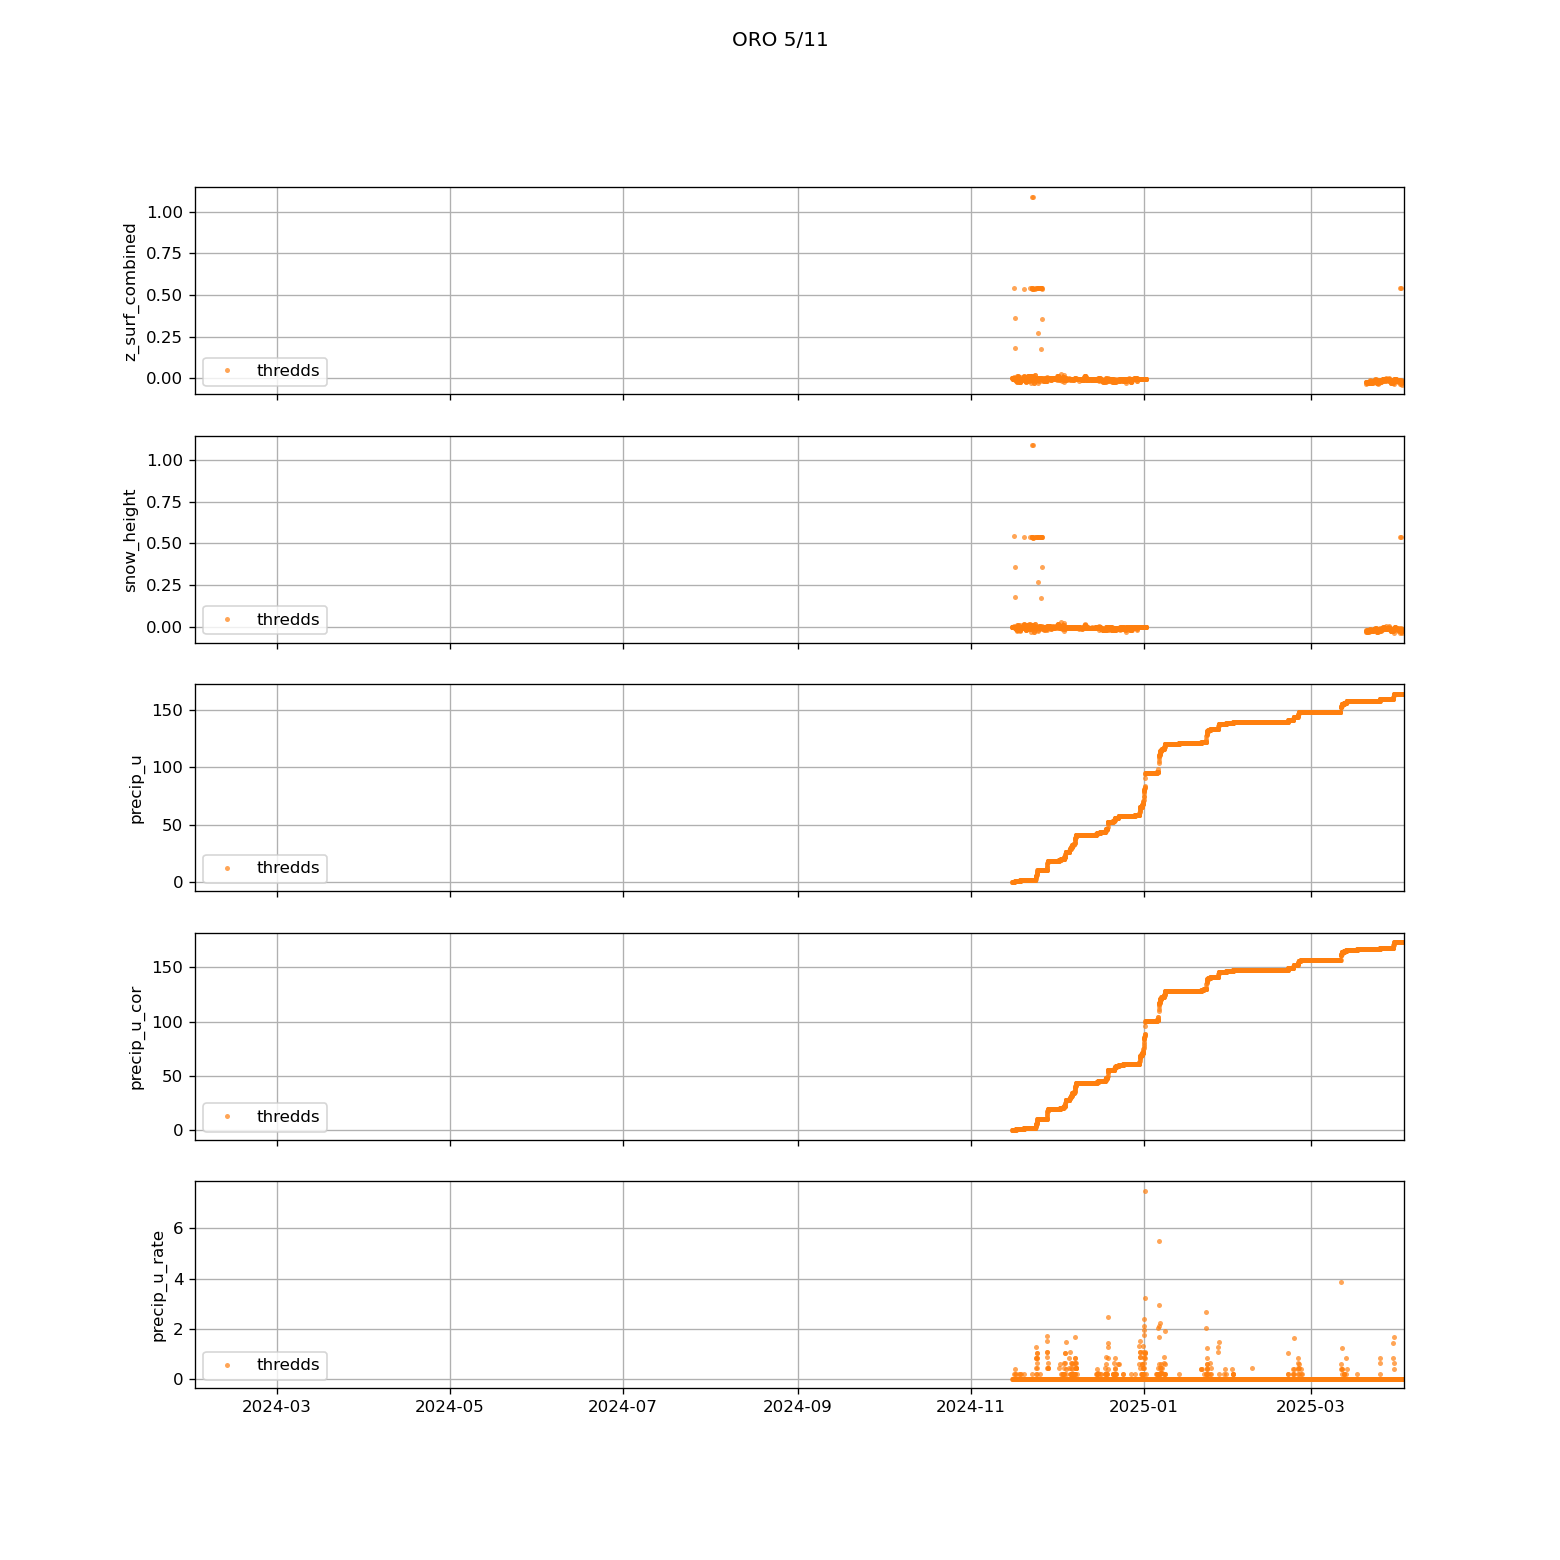 ORO 5/11
z_surf_combined
1.00
0.75
0.50
0.25
0.00
thredds
snow_height
1.00
0.75
0.50
0.25
0.00
thredds
precip_u
150
100
50
0
thredds
precip_u_cor
150
100
50
0
thredds
precip_u_rate
6
4
2
0
thredds
2024-03 2024-05 2024-07 2024-09 2024-11 2025-01 2025-03